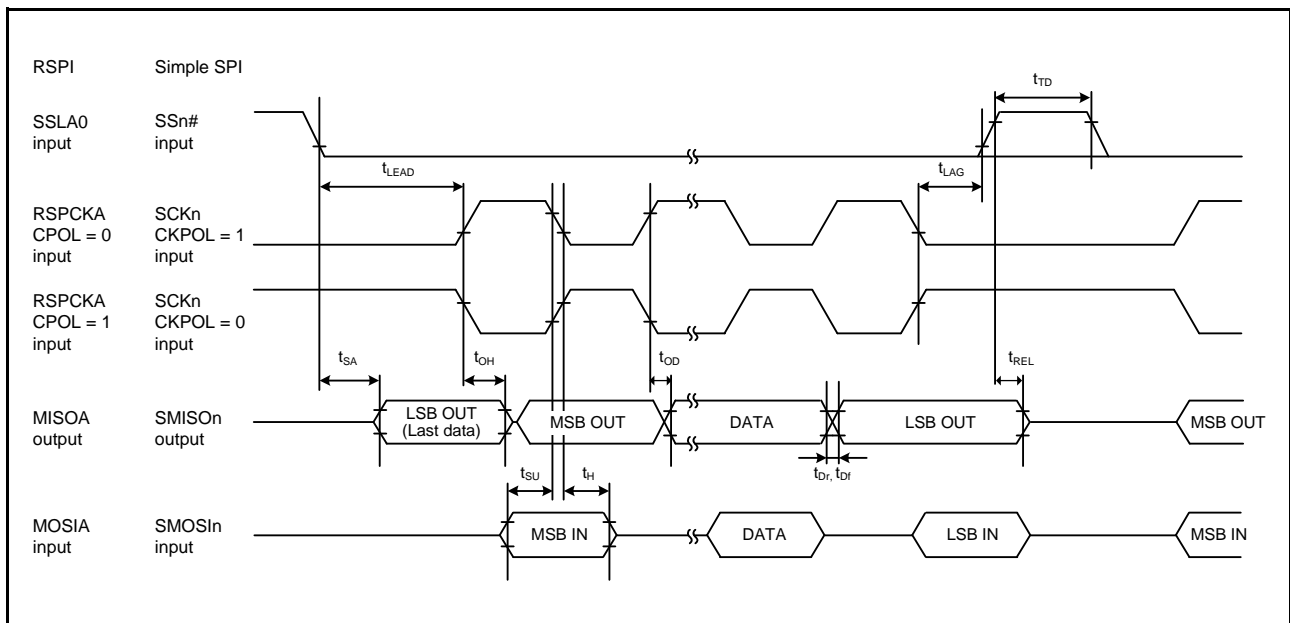 RSPI Simple SPI
tTD
SSLA0 SSn#
input input
tLEAD
tLAG
RSPCKA SCKn
CPOL = 0 CKPOL = 1
input input
RSPCKA SCKn
CPOL = 1 CKPOL = 0
input input
tSA tOH tOD tREL
MISOA SMISOn
output output
LSB OUT
(Last data)
MSB OUT
DATA
LSB OUT
MSB OUT
tSU tH tDr, tDf
MOSIA SMOSIn
input input
MSB IN
DATA
LSB IN
MSB IN